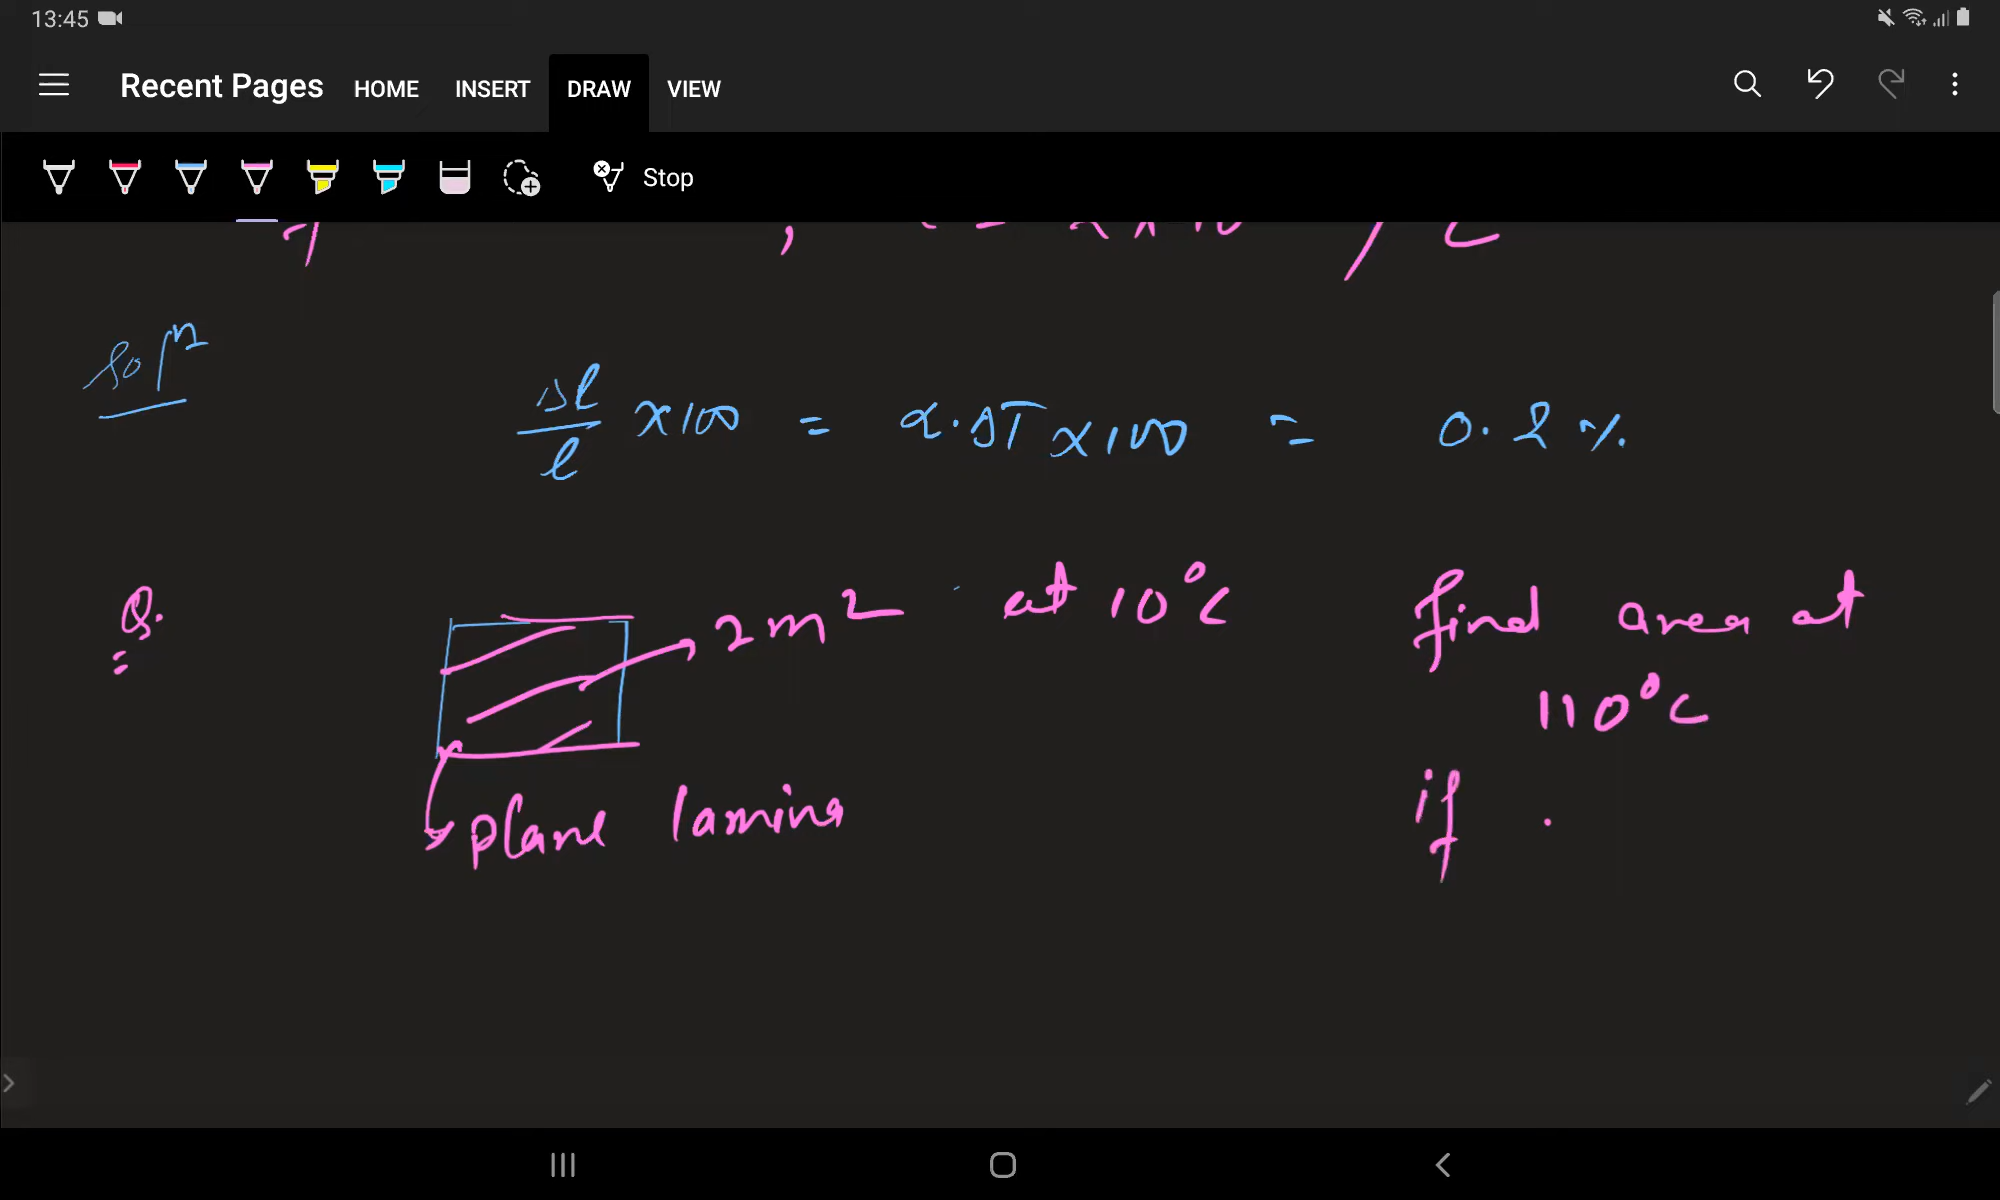 13:45
Recent Pages HOME INSERT DRAW VIEW
Stop
solⁿ
Δl/l ×100 = α.ΔT ×100 = 0.2 %.
Q. 2m² at 10°C find area at
110°C
plane lamina if .